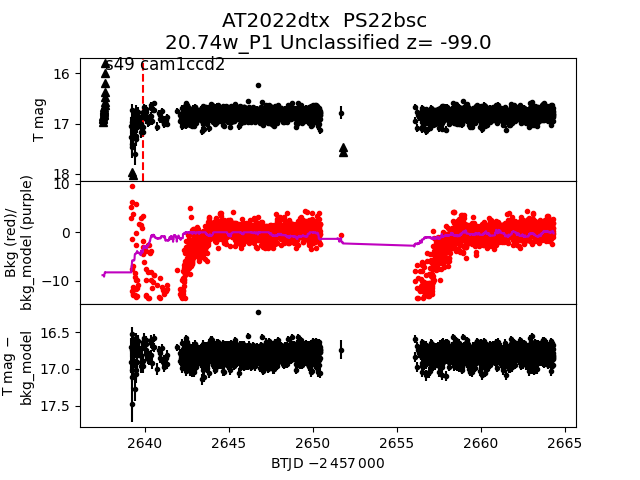 AT2022dtx PS22bsc
20.74w_P1 Unclassified z= -99.0
s49 cam1ccd2
16
17
18
T mag
10
0
−10
Bkg (red)/
bkg_model (purple)
16.5
17.0
17.5
T mag −
bkg_model
2640
2645
2650
2655
2660
2665
BTJD −2 457 000